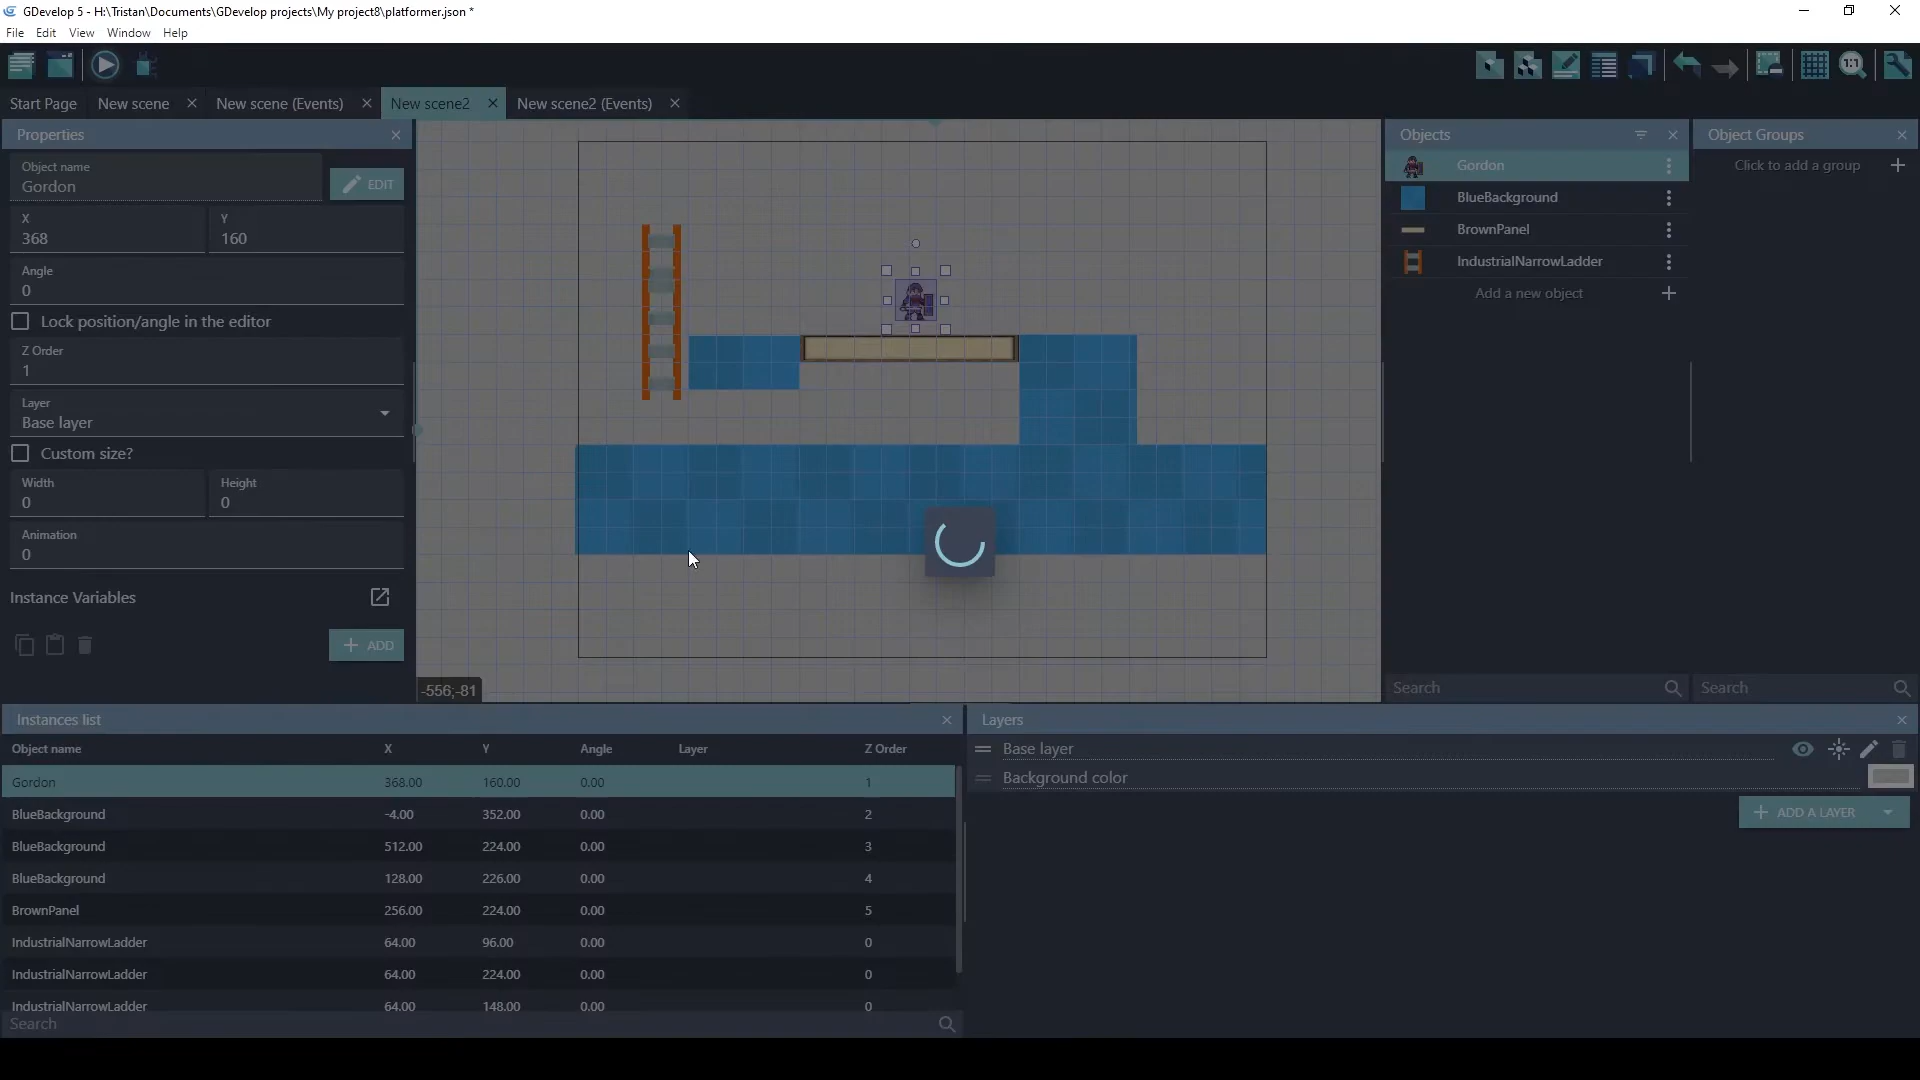 GDevelop 5 - H:\Tristan\Documents\GDevelop projects\My project8\platformer.json *
File Edit View Window Help
1:1
Start Page New scene New scene (Events) New scene2 New scene2 (Events)
Properties
Object name
Gordon
EDIT
X Y
368 160
Angle
0
Lock position/angle in the editor
Z Order
1
Layer
Base layer
Custom size?
Width Height
0 0
Animation
0
Instance Variables
ADD
-556;-81
Objects
Gordon
BlueBackground
BrownPanel
IndustrialNarrowLadder
Add a new object
Search
Object Groups
Click to add a group
Search
Instances list
Object name X Y Angle Layer Z Order
Gordon 368.00 160.00 0.00 1
BlueBackground -4.00 352.00 0.00 2
BlueBackground 512.00 224.00 0.00 3
BlueBackground 128.00 226.00 0.00 4
BrownPanel 256.00 224.00 0.00 5
IndustrialNarrowLadder 64.00 96.00 0.00 0
IndustrialNarrowLadder 64.00 224.00 0.00 0
IndustrialNarrowLadder 64.00 148.00 0.00 0
Search
Layers
Base layer
Background color
ADD A LAYER